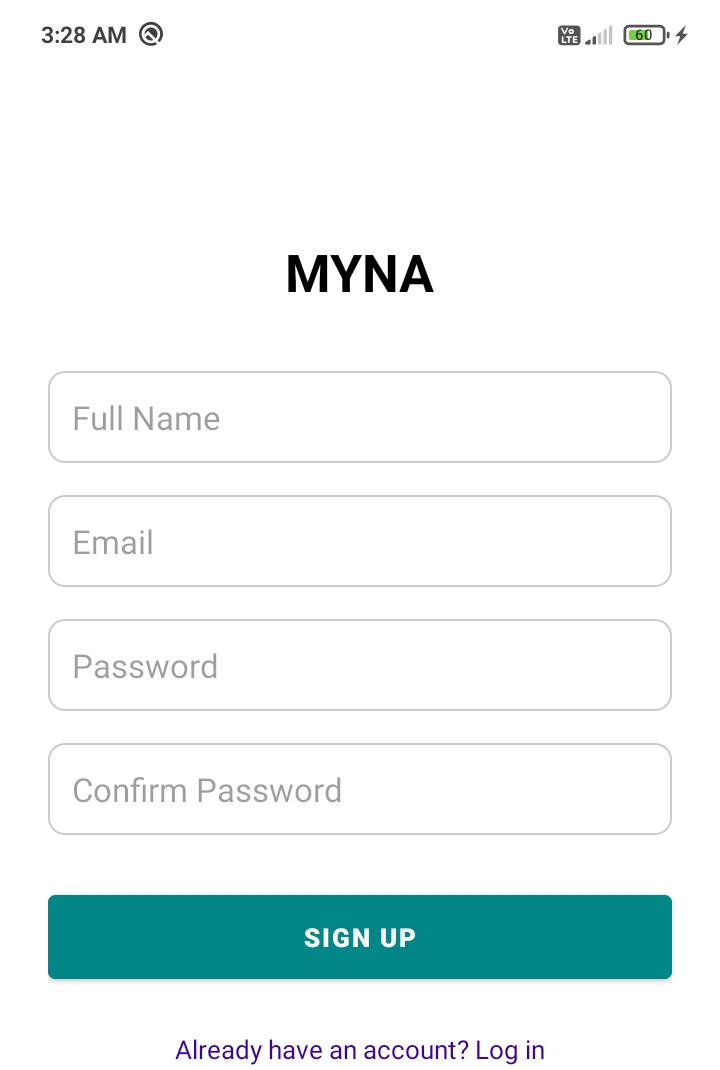 3:28 AM
Vo LTE
60
MYNA
Full Name
Email
Password
Confirm Password
SIGN UP
Already have an account? Log in